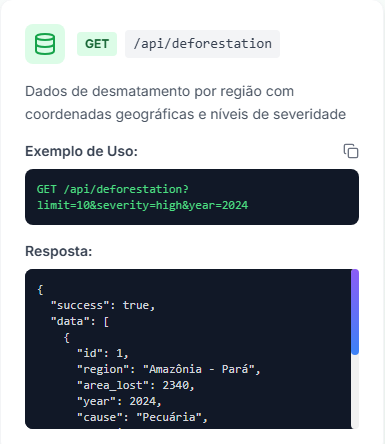 GET /api/deforestation
Dados de desmatamento por região com
coordenadas geográficas e níveis de severidade
Exemplo de Uso:
GET /api/deforestation?
limit=10&severity=high&year=2024
Resposta:
{
"success": true,
"data": [
{
"id": 1,
"region": "Amazônia - Pará",
"area_lost": 2340,
"year": 2024,
"cause": "Pecuária",